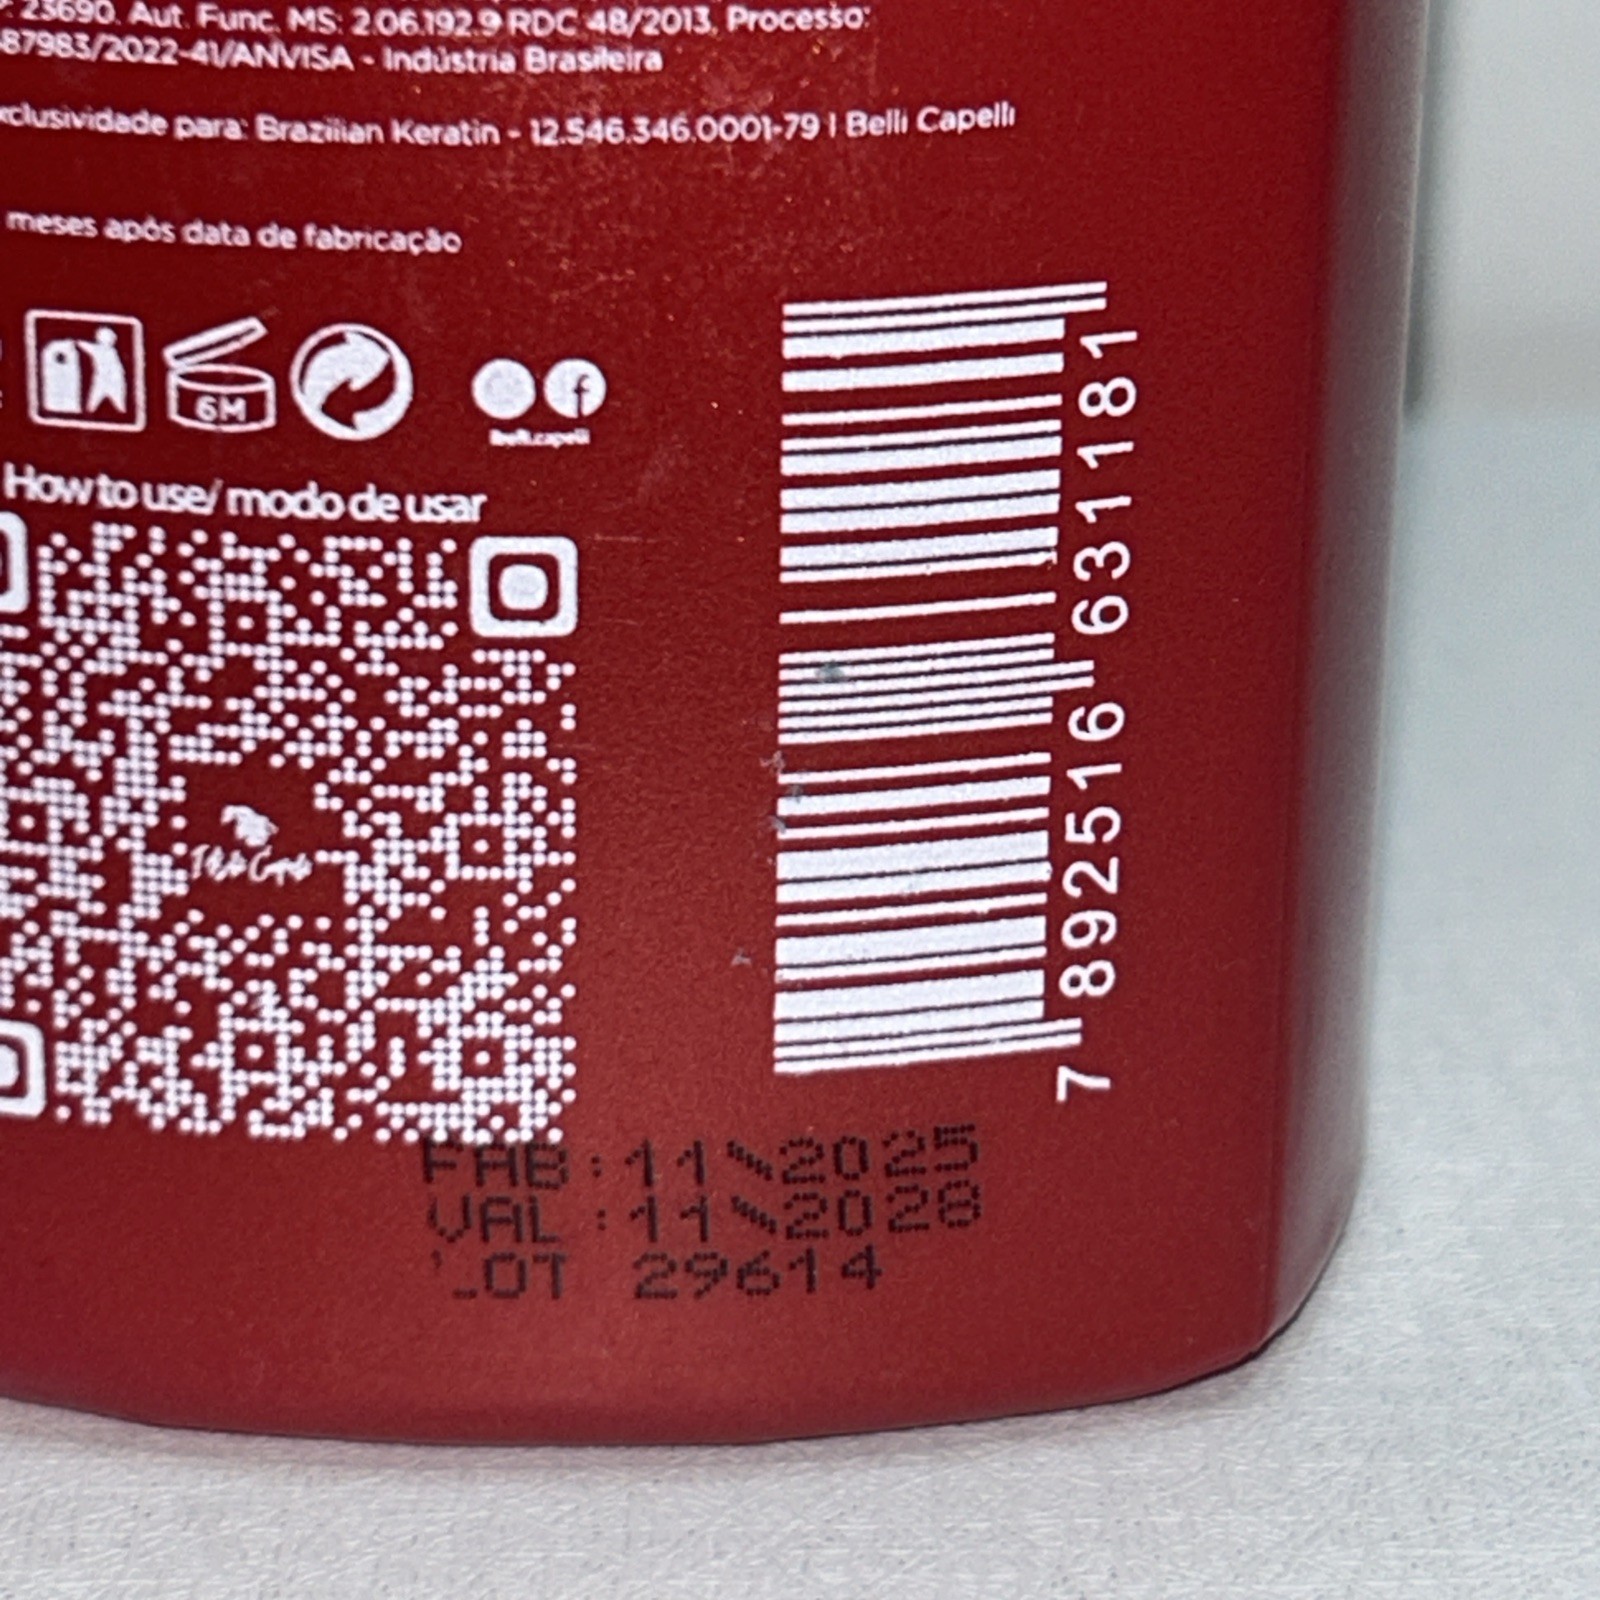 : 23690. Aut. Func. MS: 2.06.192.9 RDC 48/2013, Processo:
87983/2022-41/ANVISA - Indústria Brasileira
xclusividade para: Brazilian Keratin - 12.546.346.0001-79 | Belli Capelli
meses após data de fabricação
6M
f
belli.capelli
How to use/ modo de usar
7 892516 631181
FAB:11\2025
VAL:11\2028
LOT 29614